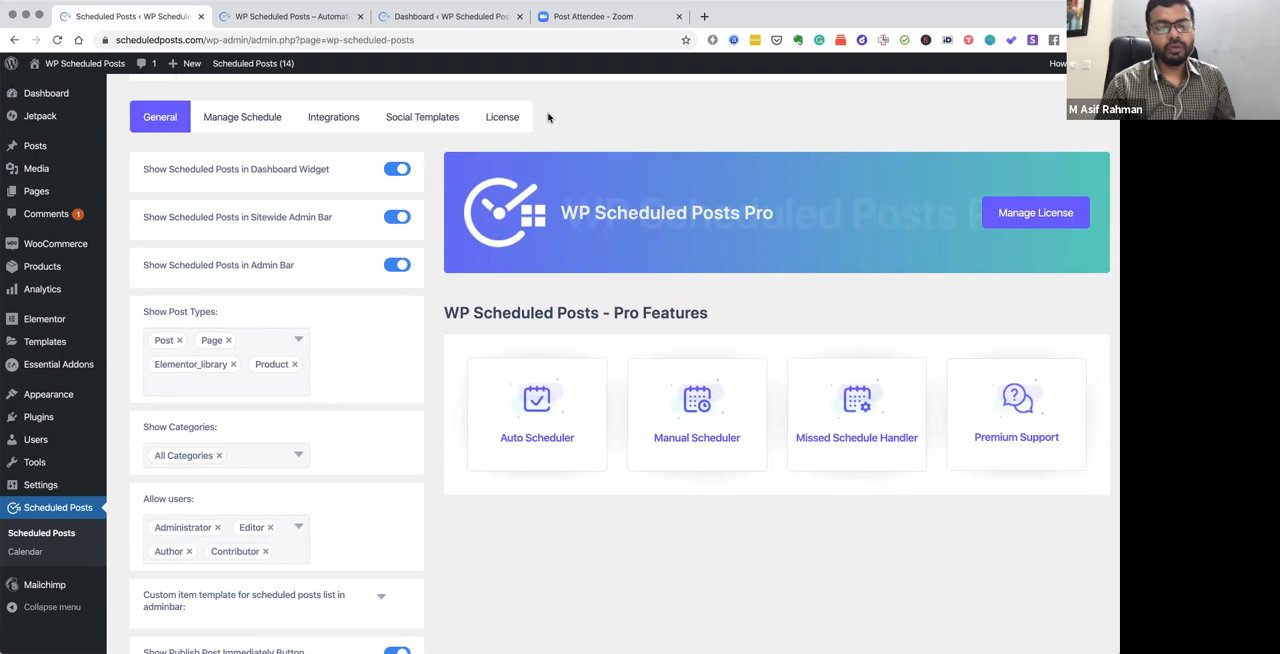 Scheduled Posts ‹ WP Schedule
WP Scheduled Posts – Automati
Dashboard ‹ WP Scheduled Post
Post Attendee - Zoom
scheduledposts.com/wp-admin/admin.php?page=wp-scheduled-posts
WP Scheduled Posts
1
New
Scheduled Posts (14)
How
M Asif Rahman
Dashboard
Jetpack
Posts
Media
Pages
Comments 1
WooCommerce
Products
Analytics
Elementor
Templates
Essential Addons
Appearance
Plugins
Users
Tools
Settings
Scheduled Posts
Scheduled Posts
Calendar
Mailchimp
Collapse menu
General
Manage Schedule
Integrations
Social Templates
License
Show Scheduled Posts in Dashboard Widget
Show Scheduled Posts in Sitewide Admin Bar
Show Scheduled Posts in Admin Bar
Show Post Types:
Post
Page
Elementor_library
Product
Show Categories:
All Categories
Allow users:
Administrator
Editor
Author
Contributor
Custom item template for scheduled posts list in
adminbar:
Show Publish Post Immediately Button
WP Scheduled Posts Pro
Manage License
WP Scheduled Posts - Pro Features
Auto Scheduler
Manual Scheduler
Missed Schedule Handler
Premium Support